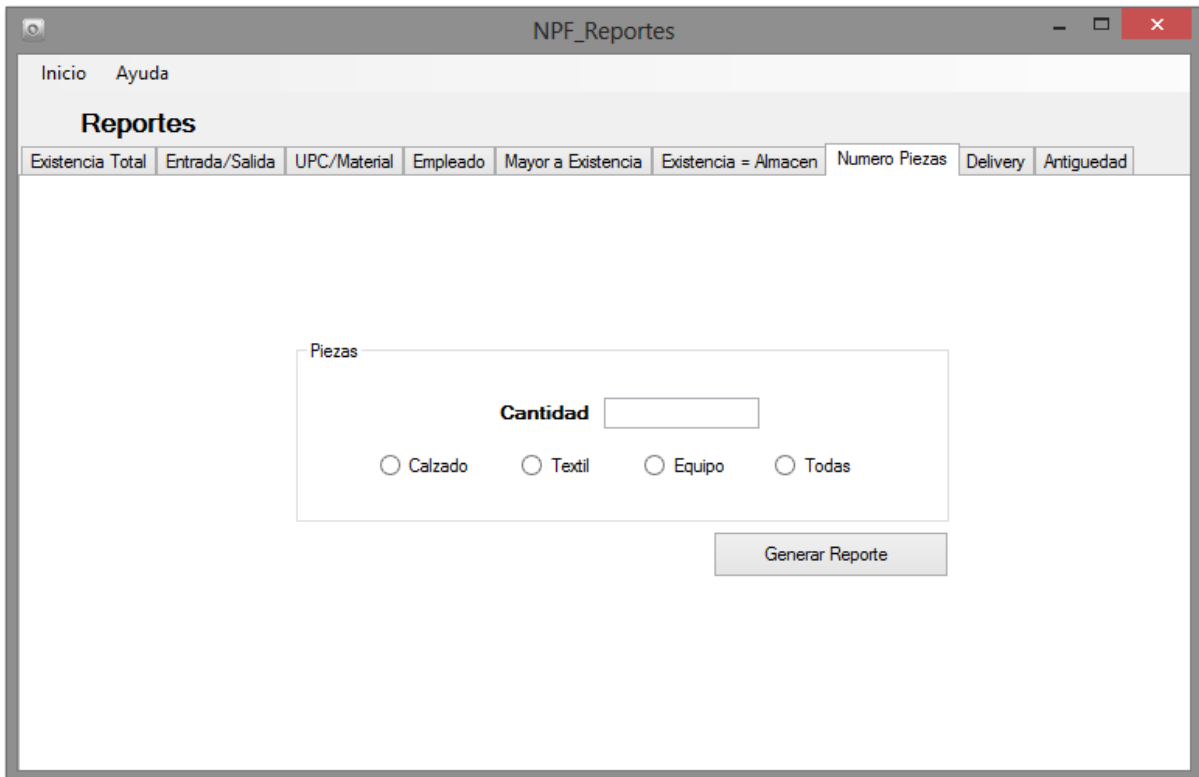 NPF_Reportes
Inicio Ayuda
Reportes
Existencia Total Entrada/Salida UPC/Material Empleado Mayor a Existencia Existencia = Almacen Numero Piezas Delivery Antiguedad
Piezas
Cantidad
Calzado Textil Equipo Todas
Generar Reporte